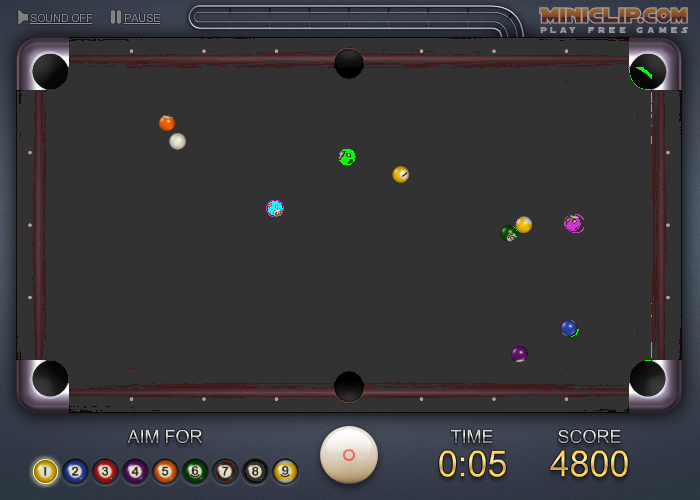 SOUND OFF
PAUSE
MINICLIP.COM
PLAY FREE GAMES
AIM FOR
1 2 3 4 5 6 7 8 9
TIME
0:05
SCORE
4800